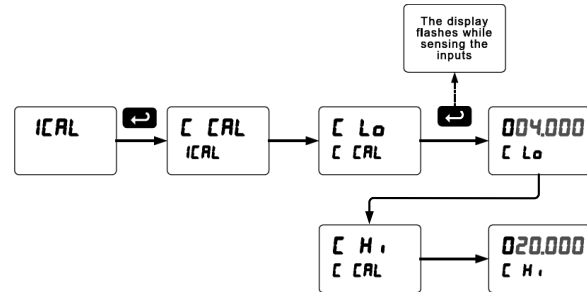 The display
flashes while
sensing the
inputs
ICAL
C CAL
ICAL
C Lo
C CAL
004.000
C Lo
C Hi
C CAL
020.000
C Hi